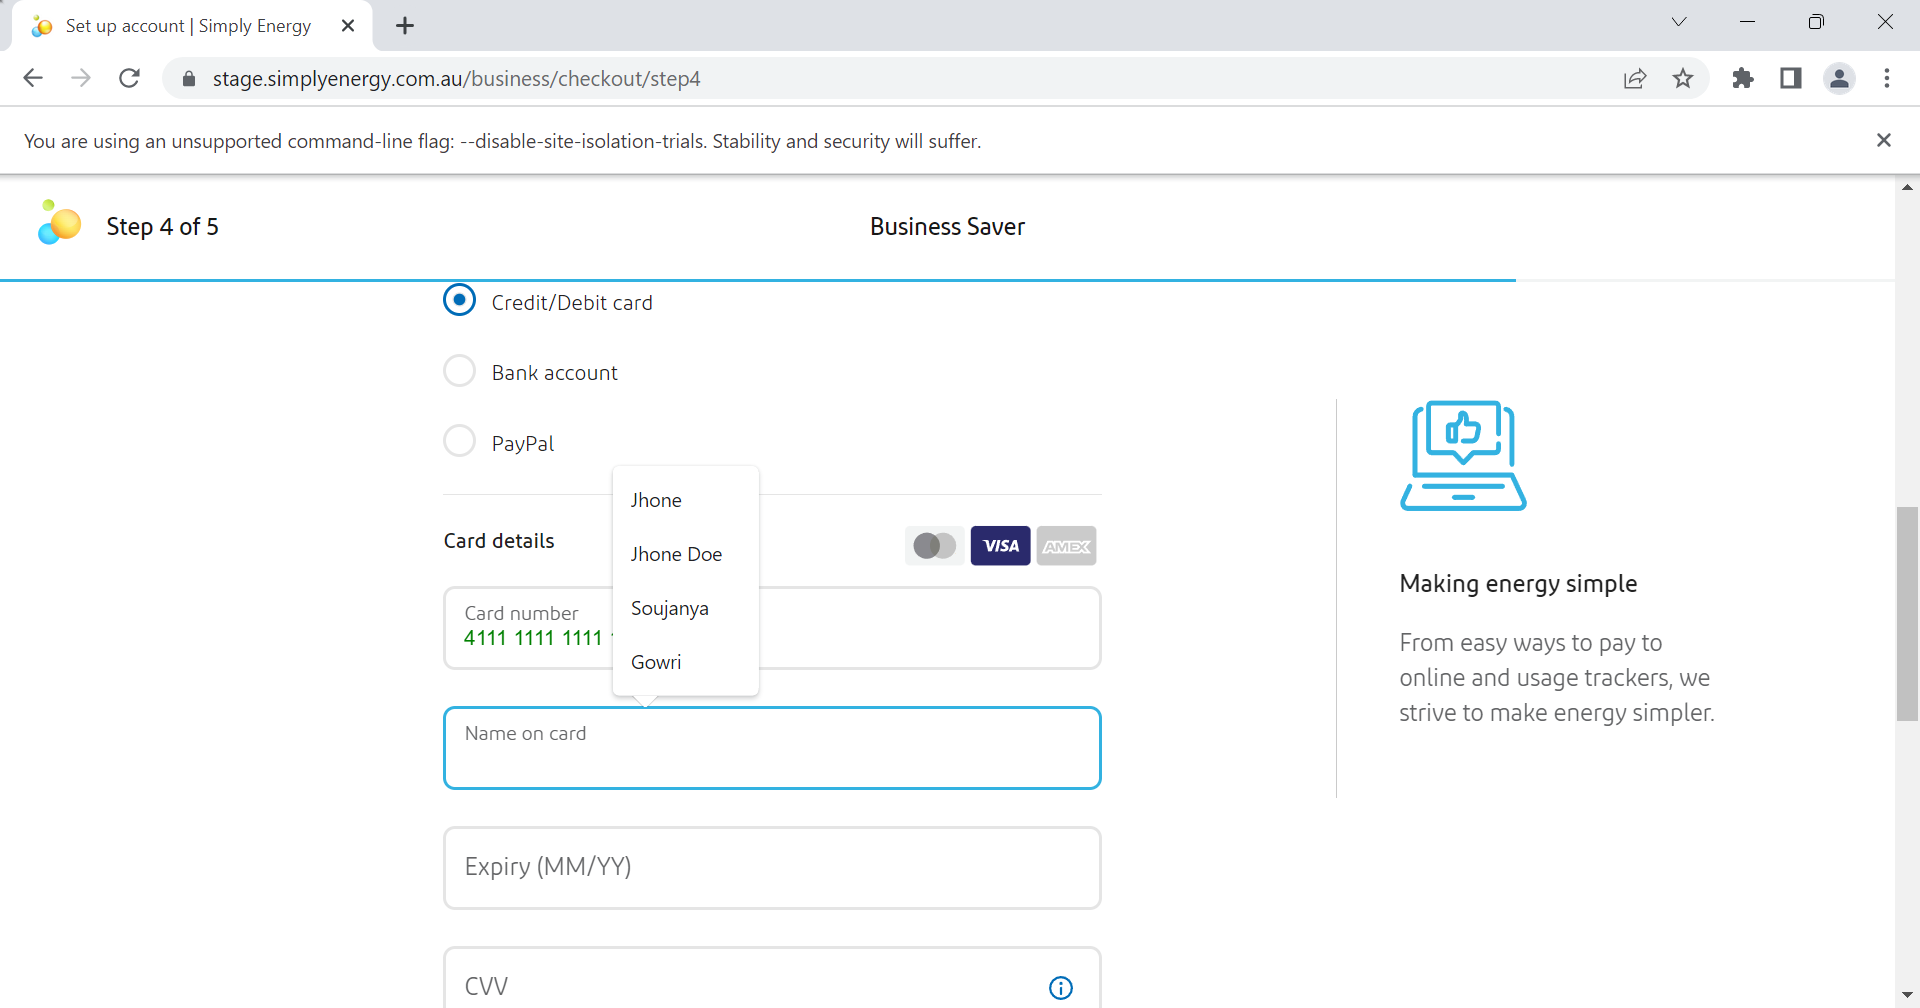 Set up account | Simply Energy
stage.simplyenergy.com.au/business/checkout/step4
You are using an unsupported command-line flag: --disable-site-isolation-trials. Stability and security will suffer.
Step 4 of 5
Business Saver
Credit/Debit card
Bank account
PayPal
Jhone
Jhone Doe
Soujanya
Gowri
Card details
VISA
AMEX
Card number
4111 1111 1111
Name on card
Expiry (MM/YY)
CVV
Making energy simple
From easy ways to pay to
online and usage trackers, we
strive to make energy simpler.